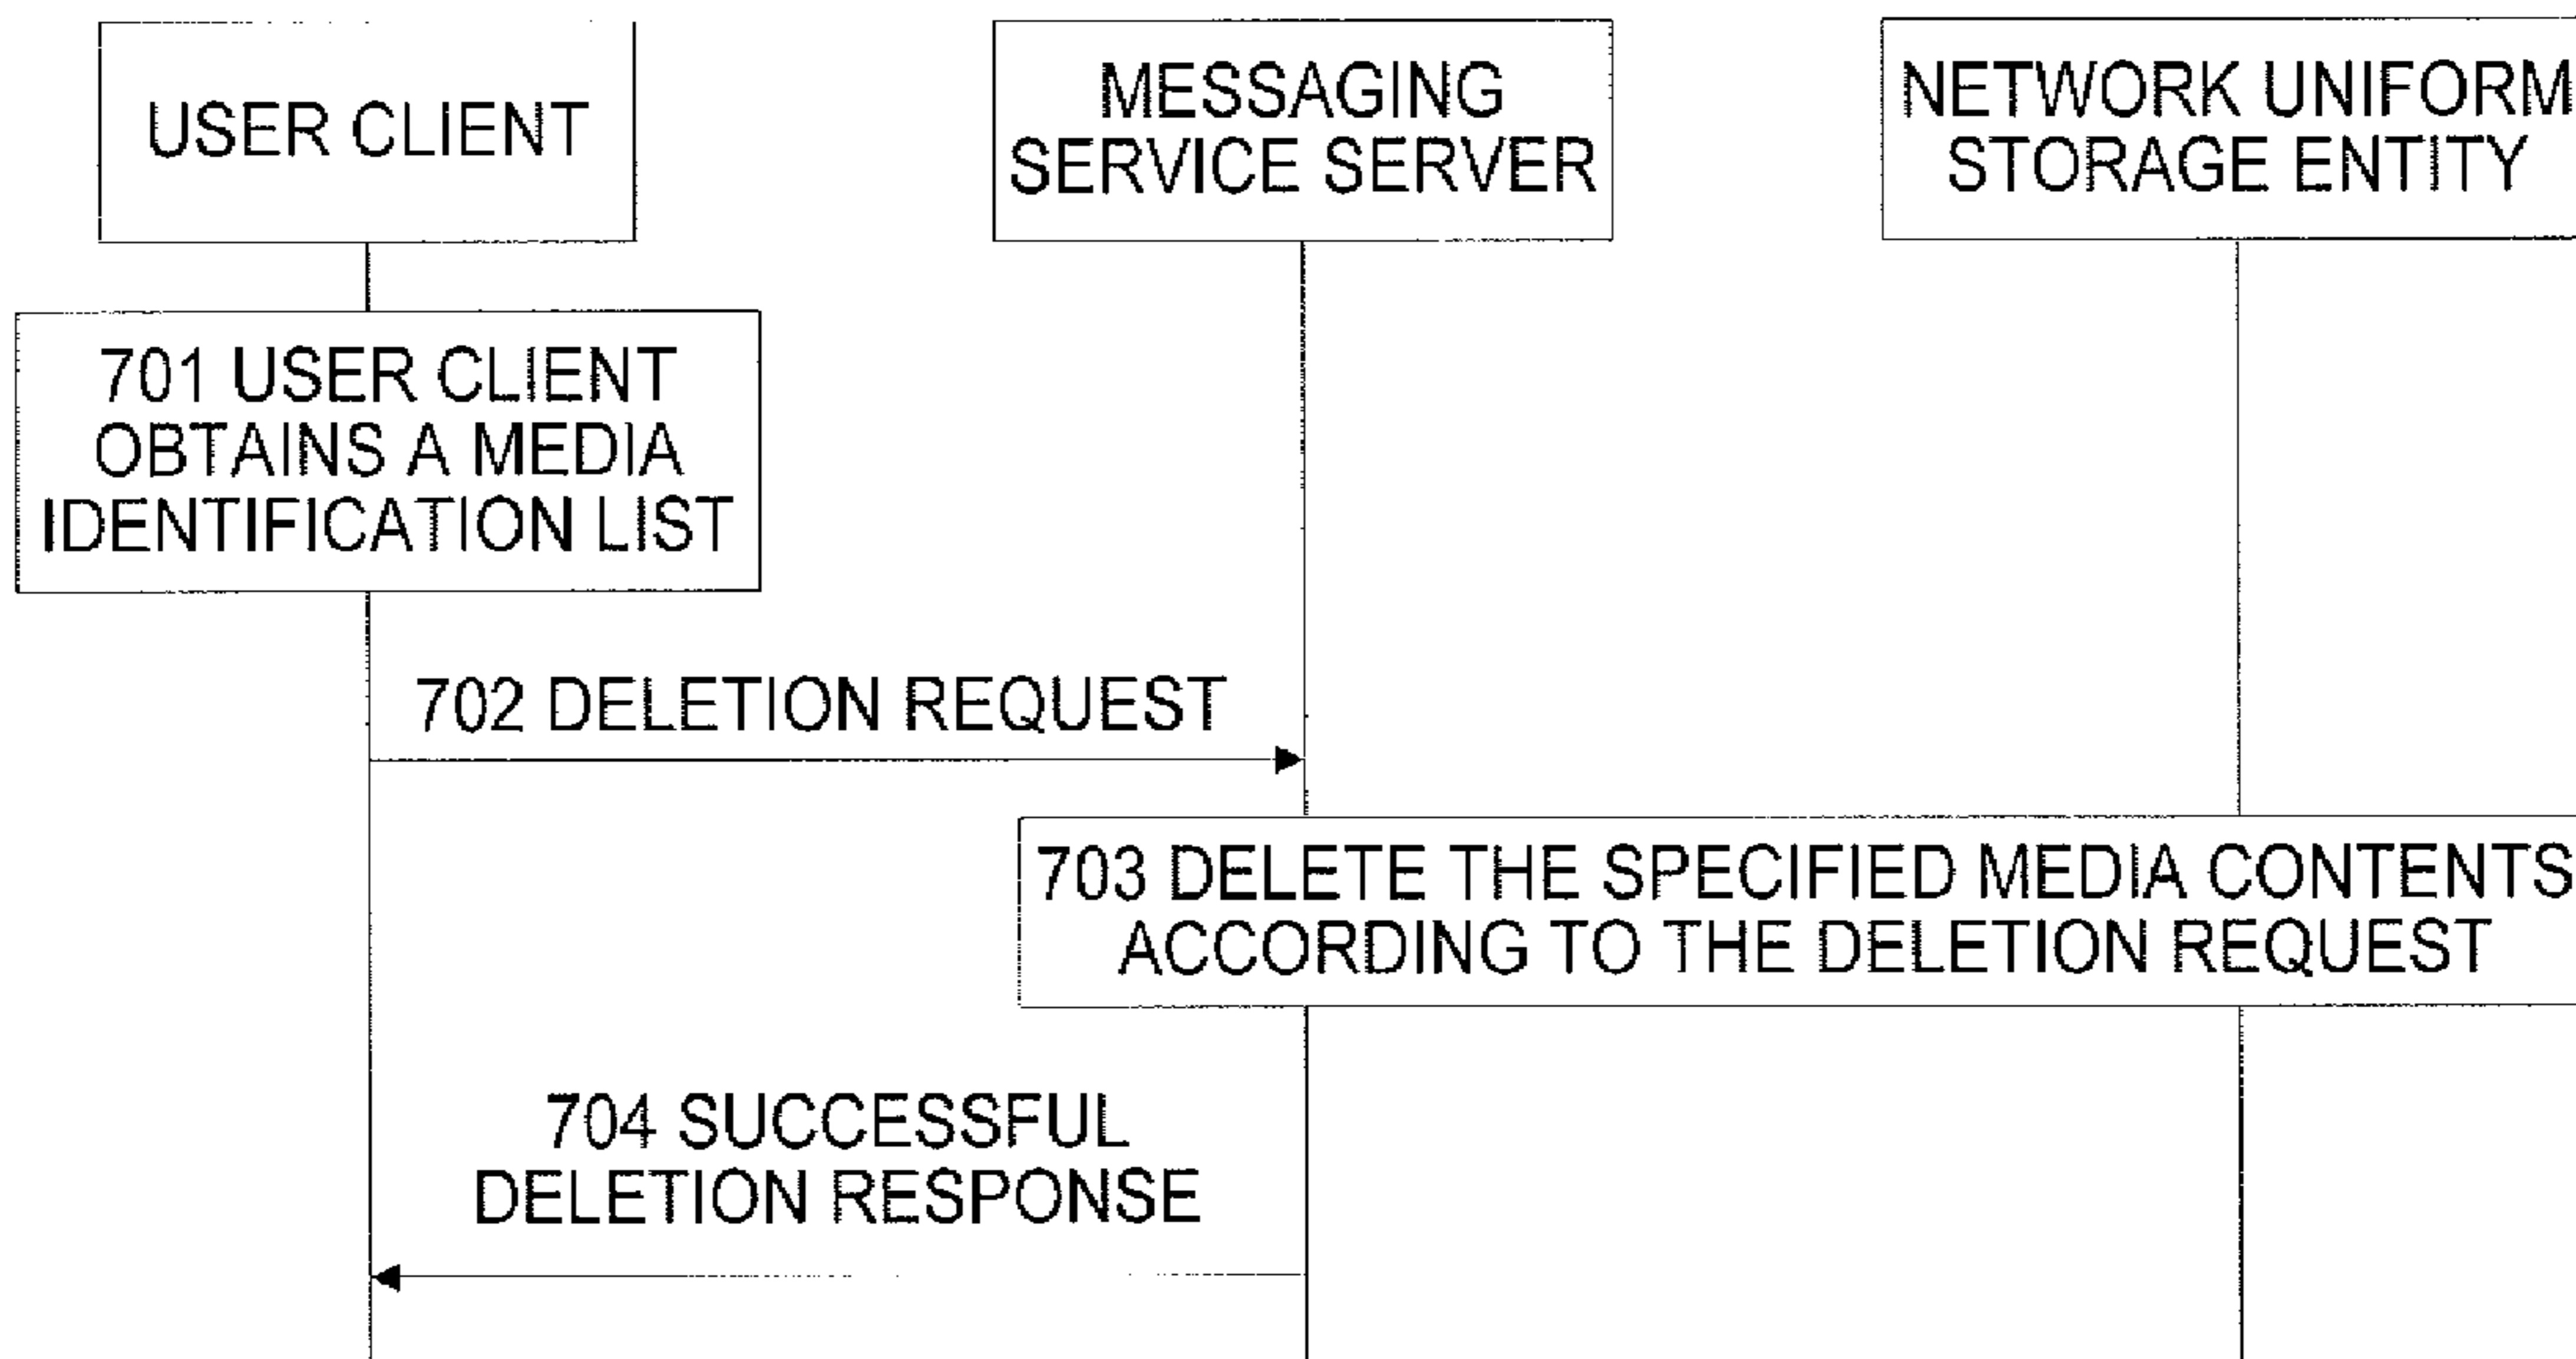 USER CLIENT
MESSAGING
SERVICE SERVER
NETWORK UNIFORM
STORAGE ENTITY
701 USER CLIENT
OBTAINS A MEDIA
IDENTIFICATION LIST
702 DELETION REQUEST
703 DELETE THE SPECIFIED MEDIA CONTENTS
ACCORDING TO THE DELETION REQUEST
704 SUCCESSFUL
DELETION RESPONSE